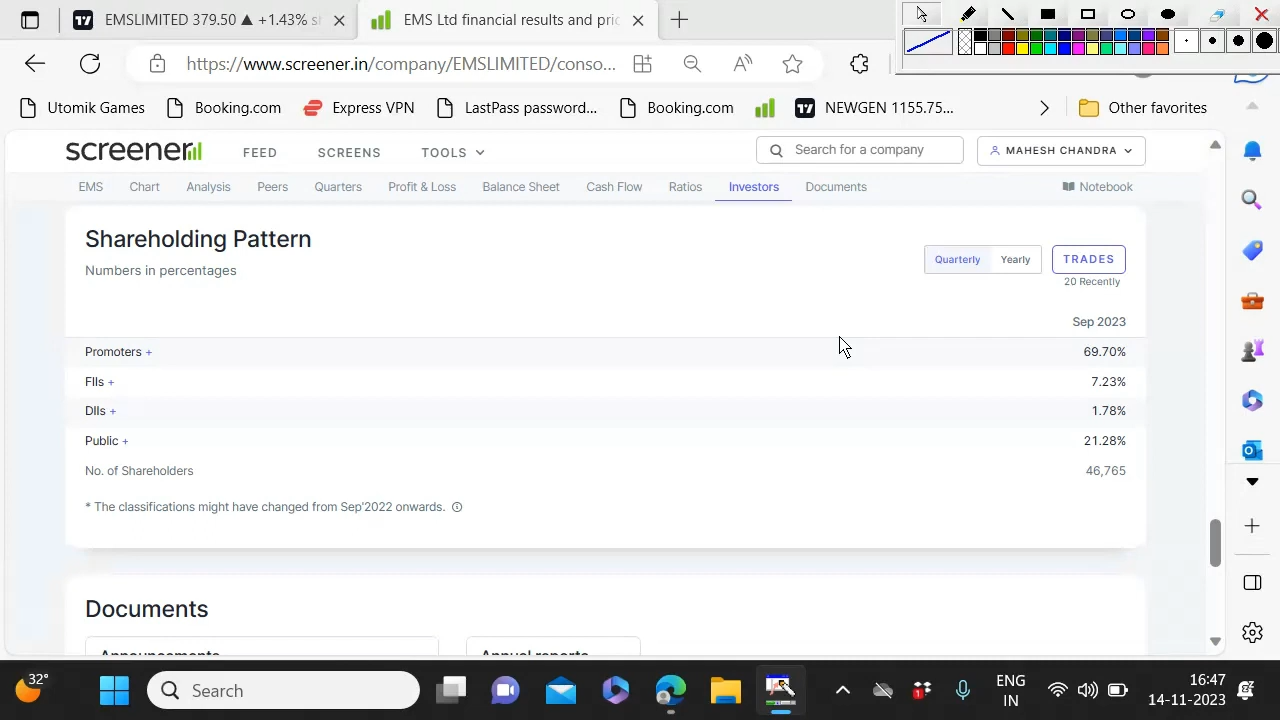 EMSLIMITED 379.50 ▲ +1.43%
EMS Ltd financial results and pric
https://www.screener.in/company/EMSLIMITED/conso...
Utomik Games
Booking.com
Express VPN
LastPass password...
Booking.com
NEWGEN 1155.75...
Other favorites
screener
FEED
SCREENS
TOOLS
Search for a company
MAHESH CHANDRA
EMS
Chart
Analysis
Peers
Quarters
Profit & Loss
Balance Sheet
Cash Flow
Ratios
Investors
Documents
Notebook
Shareholding Pattern
Numbers in percentages
Quarterly
Yearly
TRADES
20 Recently
Sep 2023
Promoters + 69.70%
FIIs + 7.23%
DIIs + 1.78%
Public + 21.28%
No. of Shareholders 46,765
* The classifications might have changed from Sep'2022 onwards.
Documents
Announcements
Annual reports
32°
Search
ENG
IN
16:47
14-11-2023